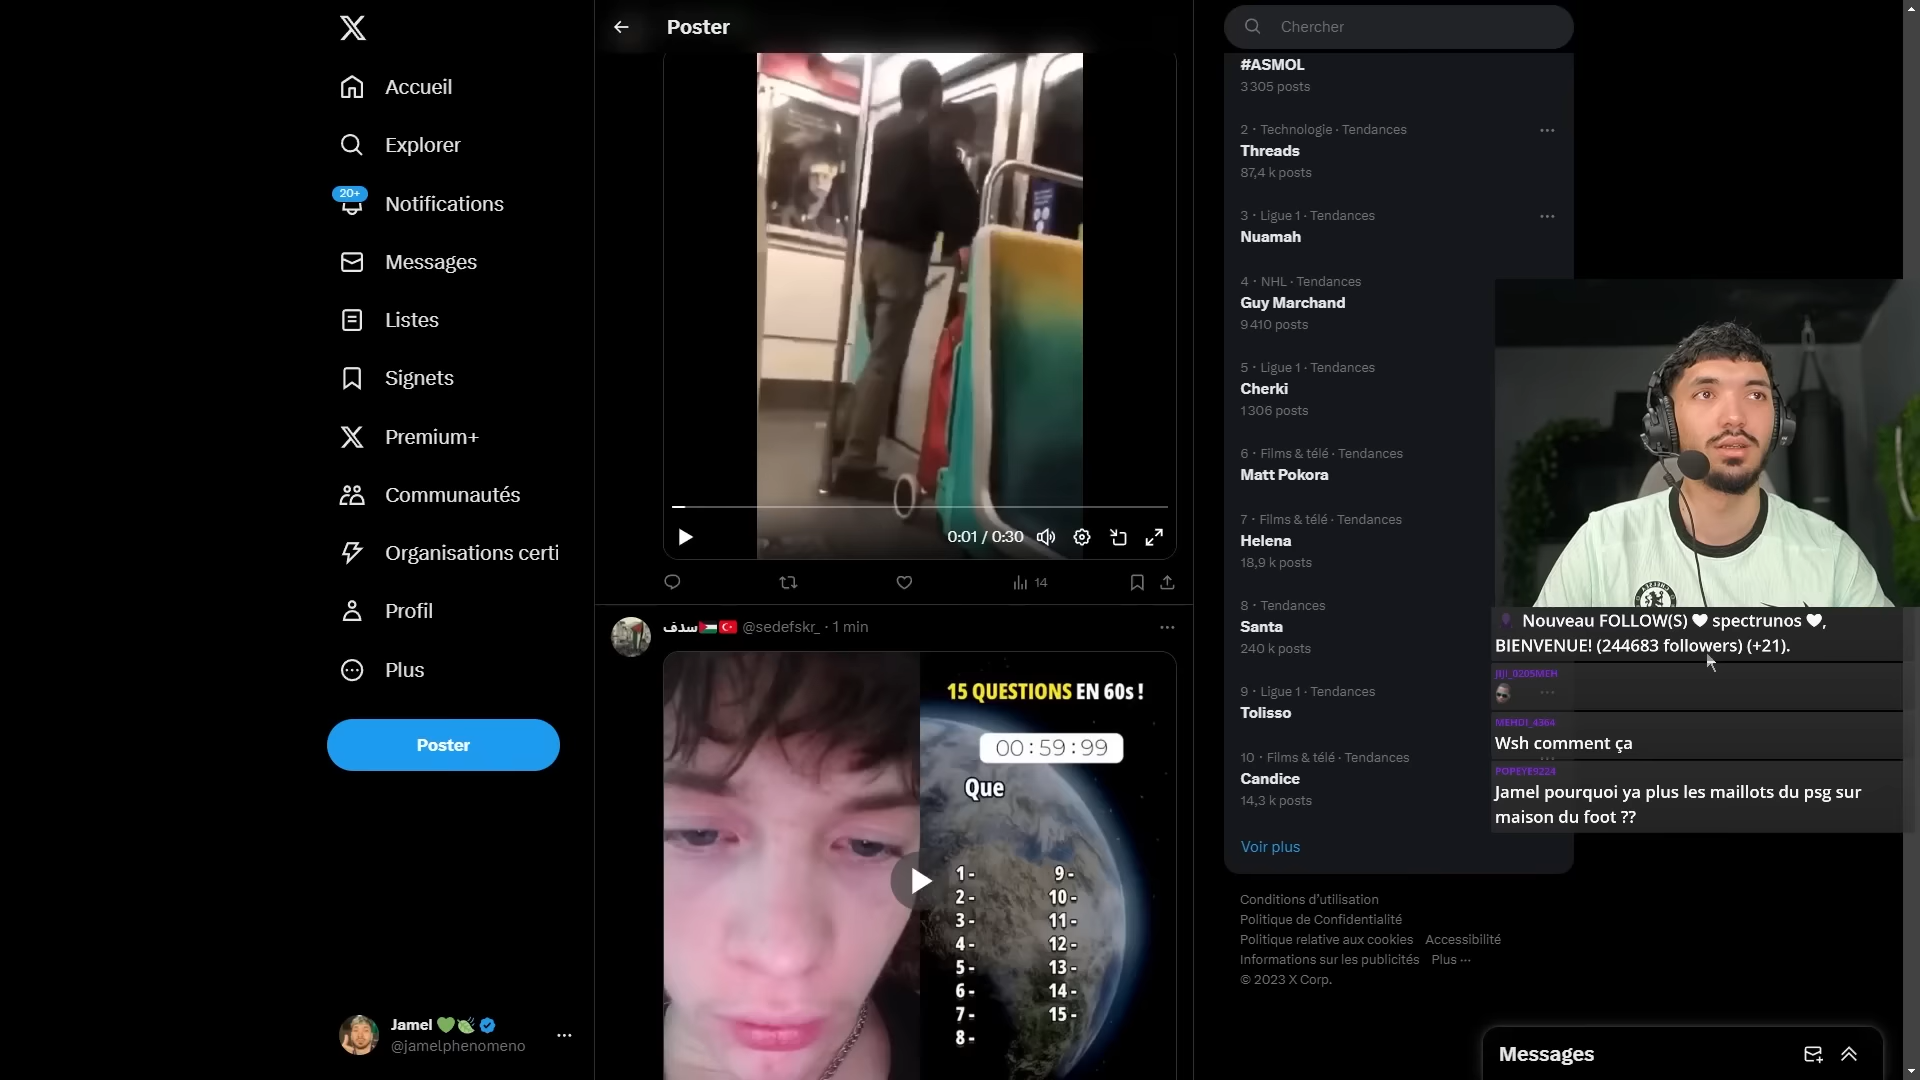 Accueil
Explorer
20+
Notifications
Messages
Listes
Signets
Premium+
Communautés
Organisations certi
Profil
Plus
Poster
Jamel
@jamelphenomeno
Poster
0:01 / 0:30
14
سدف @sedefskr_ · 1 min
15 QUESTIONS EN 60s !
00:59:99
Que
1 -
2 -
3 -
4 -
5 -
6 -
7 -
8 -
9 -
10 -
11 -
12 -
13 -
14 -
15 -
Chercher
#ASMOL
3 305 posts
2 · Technologie · Tendances
Threads
87,4 k posts
3 · Ligue 1 · Tendances
Nuamah
4 · NHL · Tendances
Guy Marchand
9 410 posts
5 · Ligue 1 · Tendances
Cherki
1 306 posts
6 · Films & télé · Tendances
Matt Pokora
7 · Films & télé · Tendances
Helena
18,9 k posts
8 · Tendances
Santa
240 k posts
9 · Ligue 1 · Tendances
Tolisso
10 · Films & télé · Tendances
Candice
14,3 k posts
Voir plus
Conditions d'utilisation
Politique de Confidentialité
Politique relative aux cookies Accessibilité
Informations sur les publicités Plus ···
© 2023 X Corp.
Nouveau FOLLOW(S) ♥ spectrunos ♥,
BIENVENUE! (244683 followers) (+21).
JIJI_0205MEH
MEHDI_4364
Wsh comment ça
POPEYE9224
Jamel pourquoi ya plus les maillots du psg sur
maison du foot ??
Messages